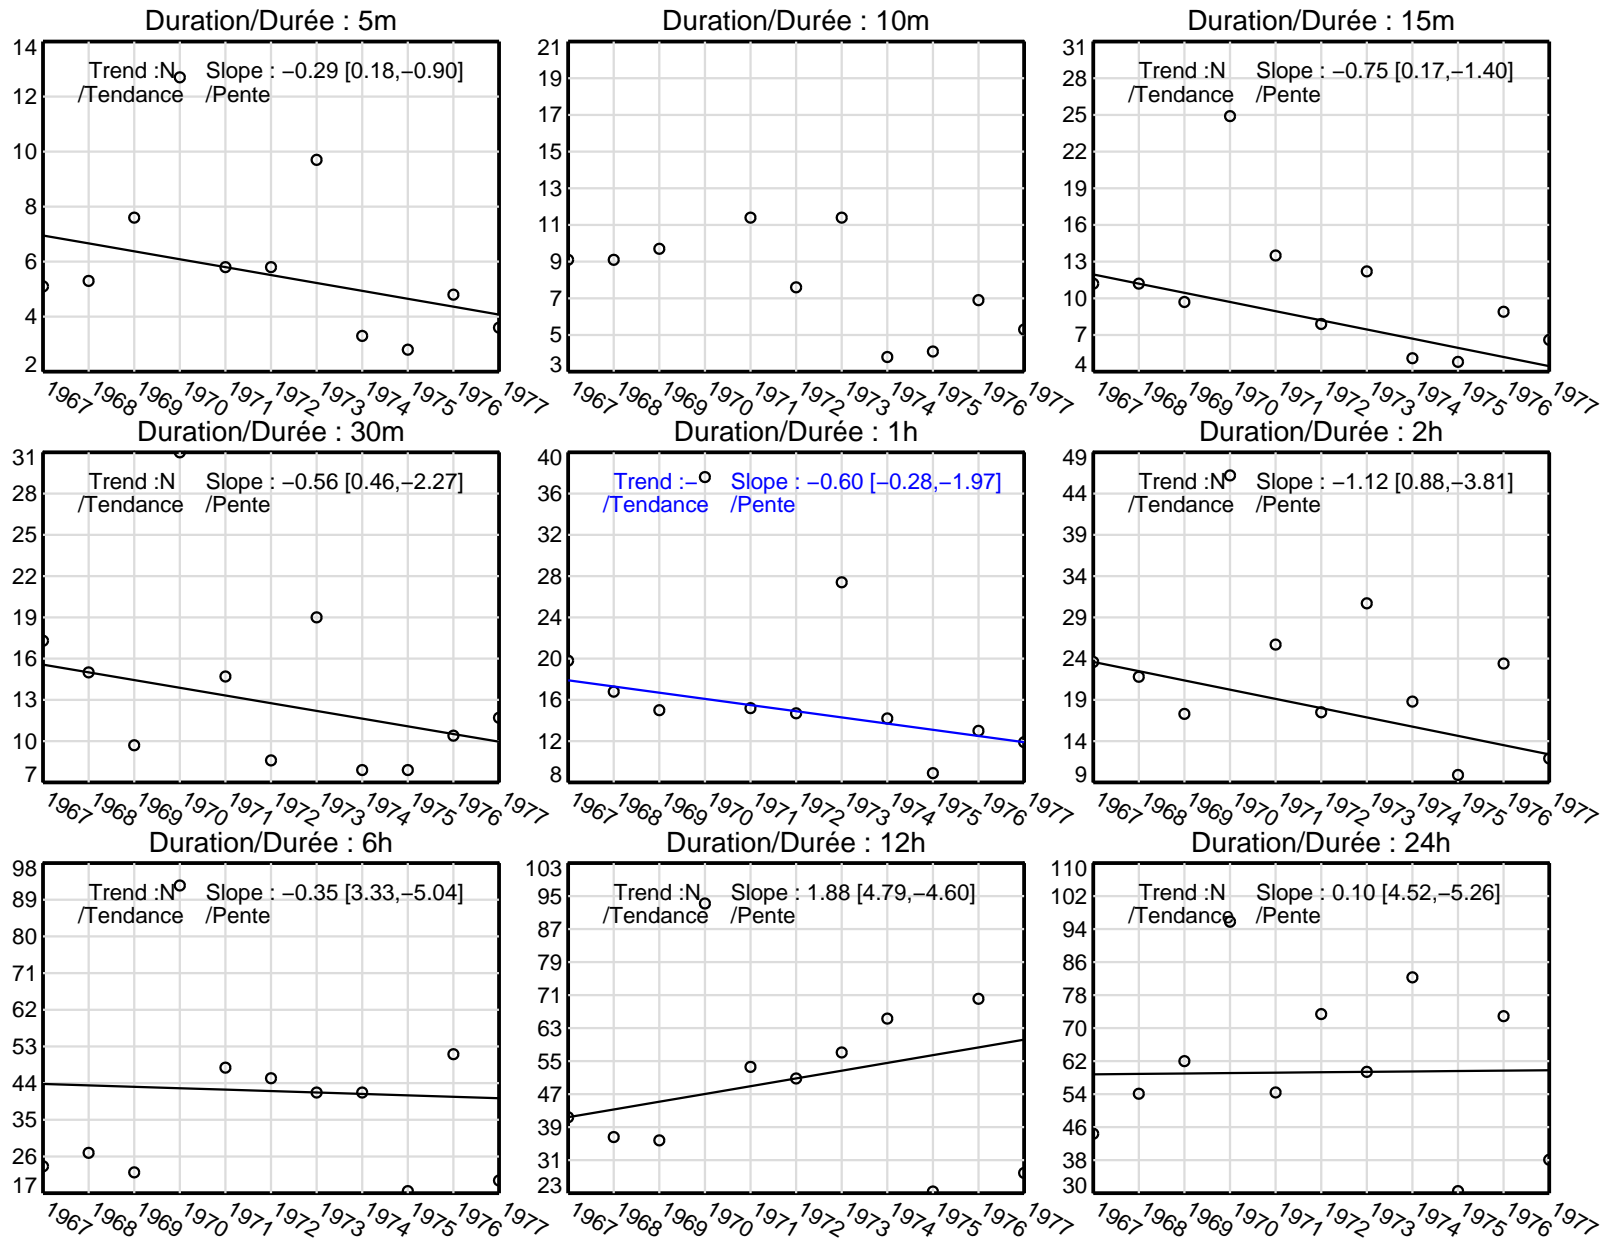 Duration/Durée : 5m
Trend :N Slope : −0.29 [0.18,−0.90]
/Tendance /Pente
14
12
10
8
6
4
2
1967 1968 1969 1970 1971 1972 1973 1974 1975 1976 1977
Duration/Durée : 10m
21
19
17
15
13
11
9
7
5
3
1967 1968 1969 1970 1971 1972 1973 1974 1975 1976 1977
Duration/Durée : 15m
Trend :N Slope : −0.75 [0.17,−1.40]
/Tendance /Pente
31
28
25
22
19
16
13
10
7
4
1967 1968 1969 1970 1971 1972 1973 1974 1975 1976 1977
Duration/Durée : 30m
Trend :N Slope : −0.56 [0.46,−2.27]
/Tendance /Pente
31
28
25
22
19
16
13
10
7
1967 1968 1969 1970 1971 1972 1973 1974 1975 1976 1977
Duration/Durée : 1h
Trend :− Slope : −0.60 [−0.28,−1.97]
/Tendance /Pente
40
36
32
28
24
20
16
12
8
1967 1968 1969 1970 1971 1972 1973 1974 1975 1976 1977
Duration/Durée : 2h
Trend :N Slope : −1.12 [0.88,−3.81]
/Tendance /Pente
49
44
39
34
29
24
19
14
9
1967 1968 1969 1970 1971 1972 1973 1974 1975 1976 1977
Duration/Durée : 6h
Trend :N Slope : −0.35 [3.33,−5.04]
/Tendance /Pente
98
89
80
71
62
53
44
35
26
17
1967 1968 1969 1970 1971 1972 1973 1974 1975 1976 1977
Duration/Durée : 12h
Trend :N Slope : 1.88 [4.79,−4.60]
/Tendance /Pente
103
95
87
79
71
63
55
47
39
31
23
1967 1968 1969 1970 1971 1972 1973 1974 1975 1976 1977
Duration/Durée : 24h
Trend :N Slope : 0.10 [4.52,−5.26]
/Tendance /Pente
110
102
94
86
78
70
62
54
46
38
30
1967 1968 1969 1970 1971 1972 1973 1974 1975 1976 1977